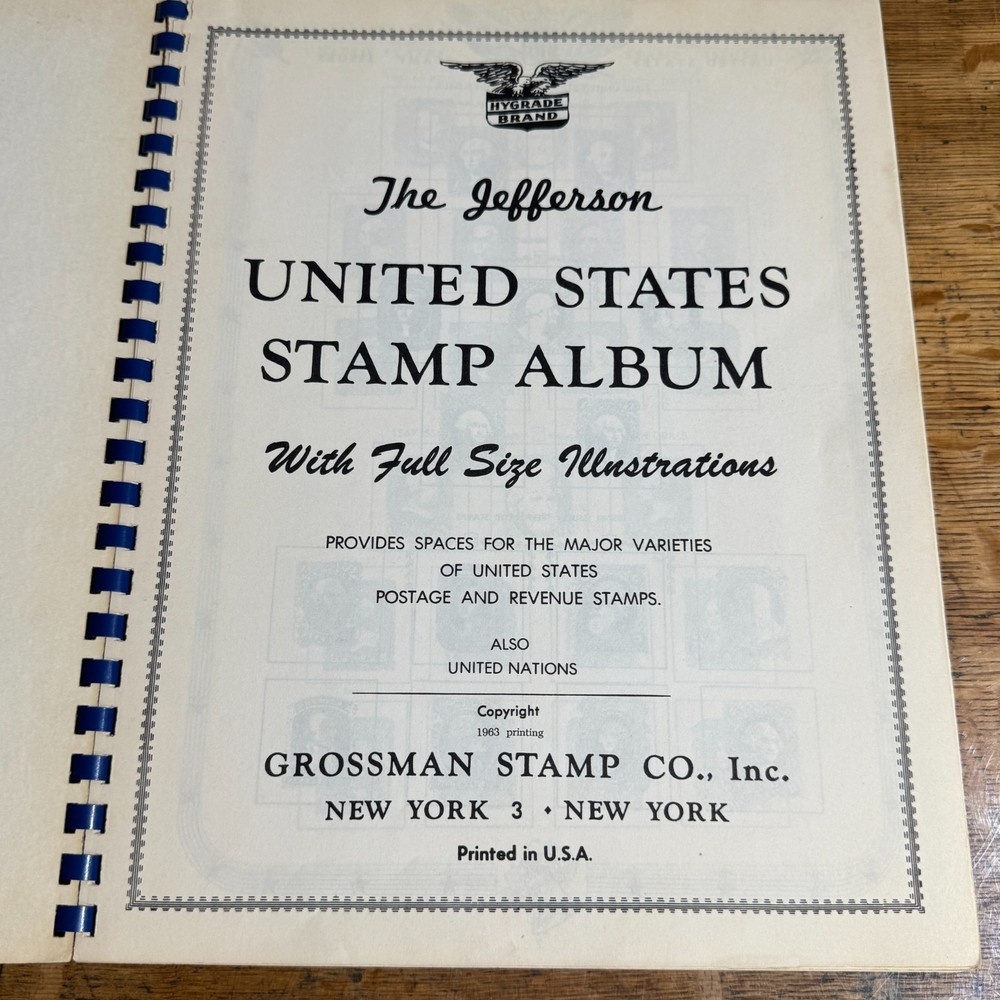 HYGRADE
BRAND
The Jefferson
UNITED STATES
STAMP ALBUM
With Full Size Illnstrations
PROVIDES SPACES FOR THE MAJOR VARIETIES
OF UNITED STATES
POSTAGE AND REVENUE STAMPS.
ALSO
UNITED NATIONS
Copyright
1963 printing
GROSSMAN STAMP CO., Inc.
NEW YORK 3 • NEW YORK
Printed in U.S.A.